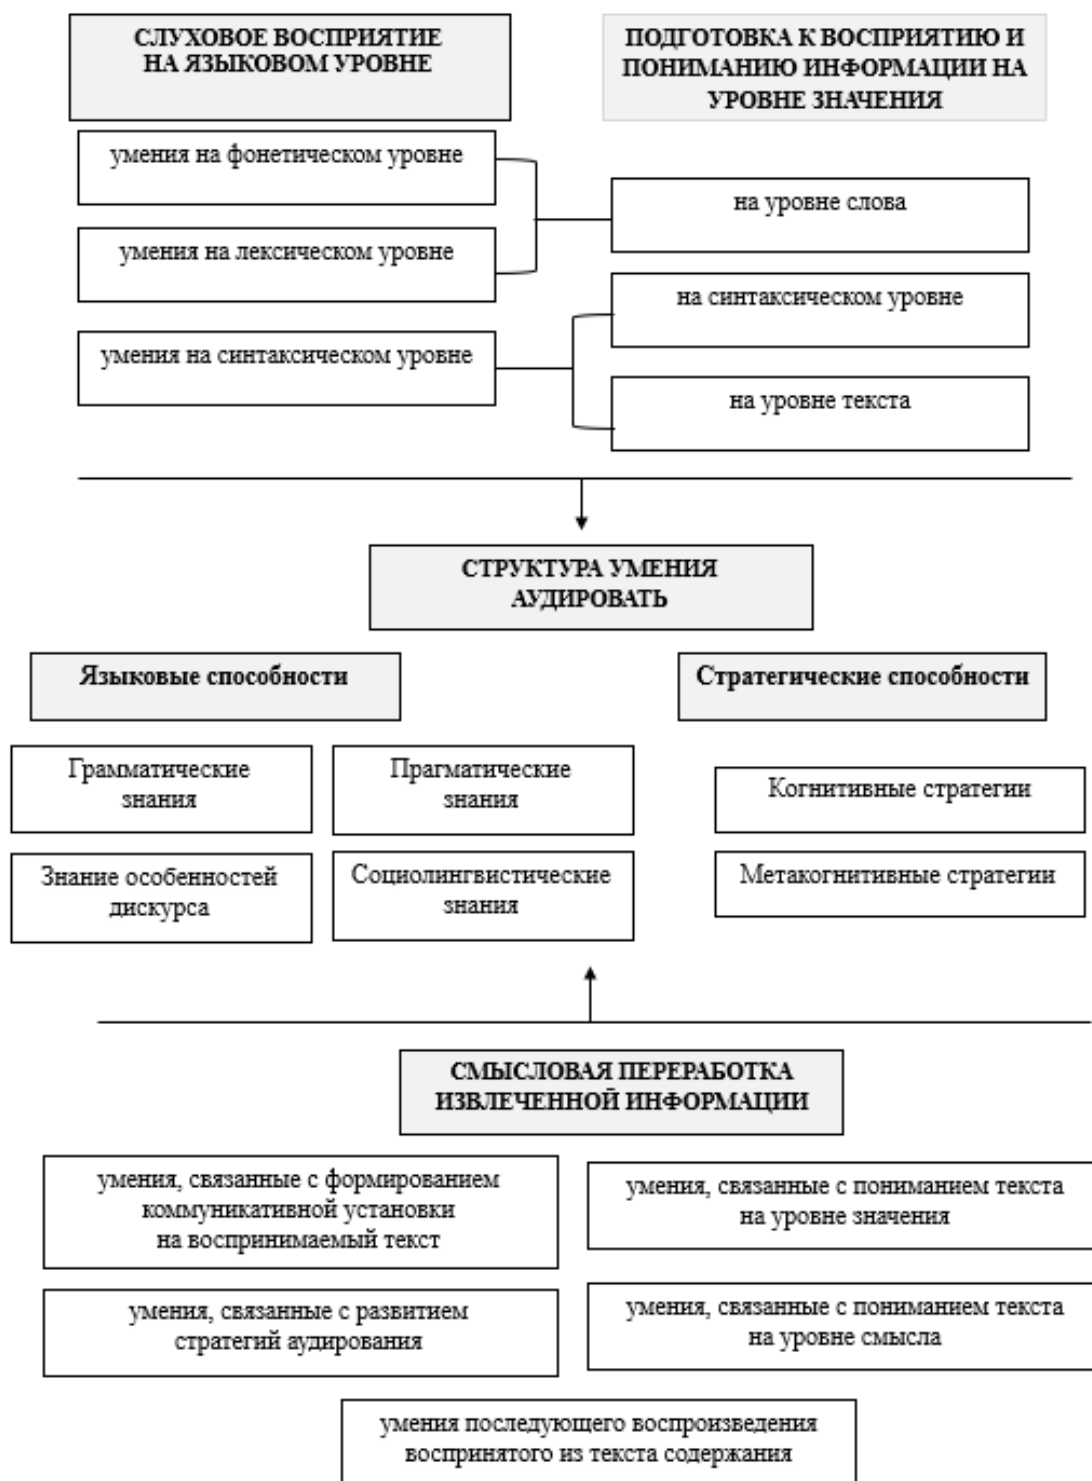 СЛУХОВОЕ ВОСПРИЯТИЕ
НА ЯЗЫКОВОМ УРОВНЕ
ПОДГОТОВКА К ВОСПРИЯТИЮ И
ПОНИМАНИЮ ИНФОРМАЦИИ НА
УРОВНЕ ЗНАЧЕНИЯ
умения на фонетическом уровне
на уровне слова
умения на лексическом уровне
на синтаксическом уровне
умения на синтаксическом уровне
на уровне текста
СТРУКТУРА УМЕНИЯ
АУДИРОВАТЬ
Языковые способности
Стратегические способности
Грамматические
знания
Прагматические
знания
Когнитивные стратегии
Знание особенностей
дискурса
Социолингвистические
знания
Метакогнитивные стратегии
СМЫСЛОВАЯ ПЕРЕРАБОТКА
ИЗВЛЕЧЕННОЙ ИНФОРМАЦИИ
умения, связанные с формированием
коммуникативной установки
на воспринимаемый текст
умения, связанные с пониманием текста
на уровне значения
умения, связанные с развитием
стратегий аудирования
умения, связанные с пониманием текста
на уровне смысла
умения последующего воспроизведения
воспринятого из текста содержания